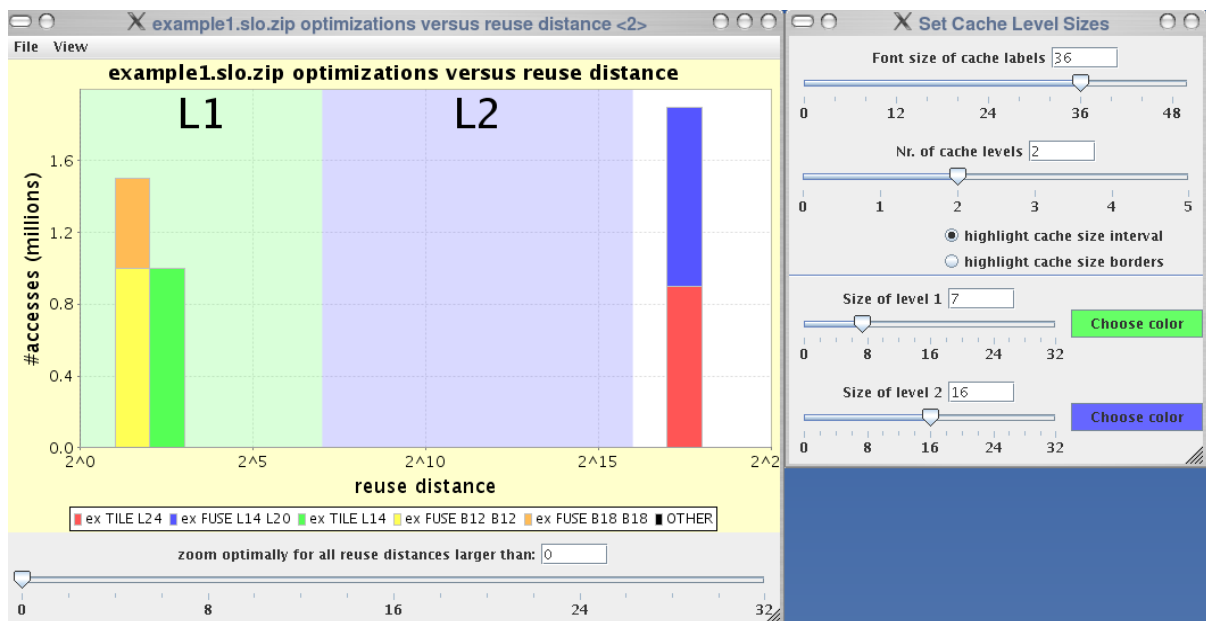 example1.slo.zip optimizations versus reuse distance <2>
File View
example1.slo.zip optimizations versus reuse distance
L1 L2
#accesses (millions)
1.6
1.2
0.8
0.4
0.0
2^0 2^5 2^10 2^15 2^2
reuse distance
ex TILE L24 ex FUSE L14 L20 ex TILE L14 ex FUSE B12 B12 ex FUSE B18 B18 OTHER
zoom optimally for all reuse distances larger than: 0
0 8 16 24 32
X Set Cache Level Sizes
Font size of cache labels 36
0 12 24 36 48
Nr. of cache levels 2
0 1 2 3 4 5
highlight cache size interval
highlight cache size borders
Size of level 1 7
Choose color
0 8 16 24 32
Size of level 2 16
Choose color
0 8 16 24 32